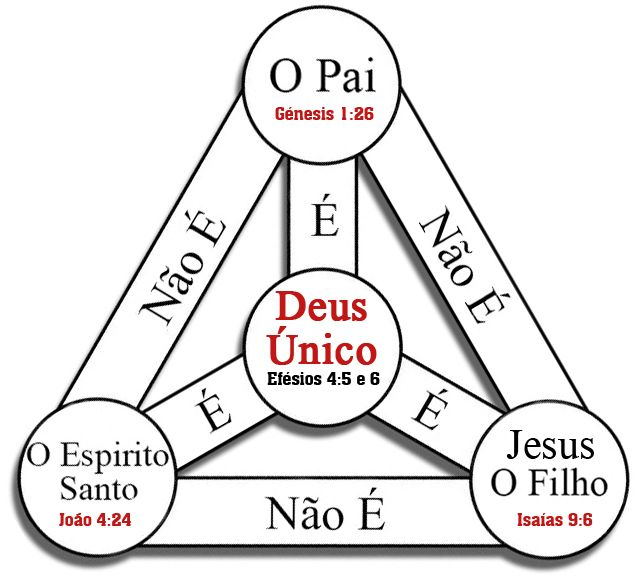 O Pai
Génesis 1:26
Não É
É
Não É
Deus
Único
Efésios 4:5 e 6
É
É
O Espirito
Santo
Joáo 4:24
Não É
Jesus
O Filho
Isaías 9:6